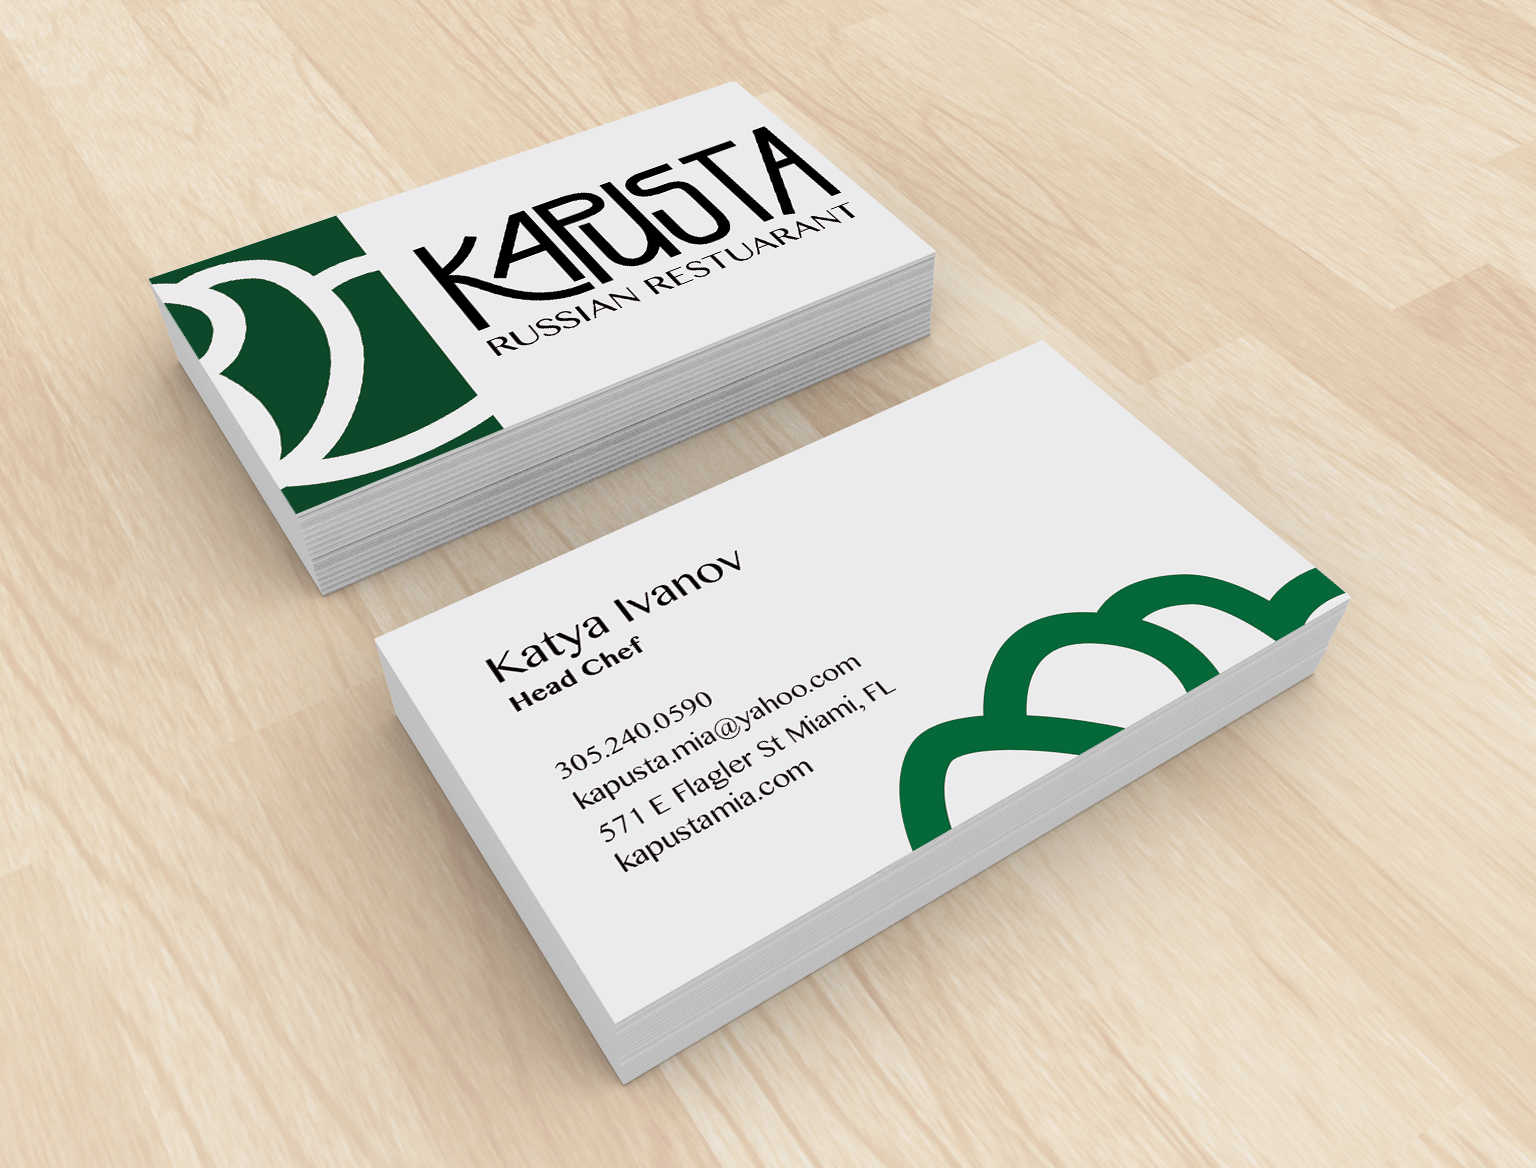 KAPUSTA
RUSSIAN RESTUARANT
Katya Ivanov
Head Chef
305.240.0590
kapusta.mia@yahoo.com
571 E Flagler St Miami, FL
kapustamia.com